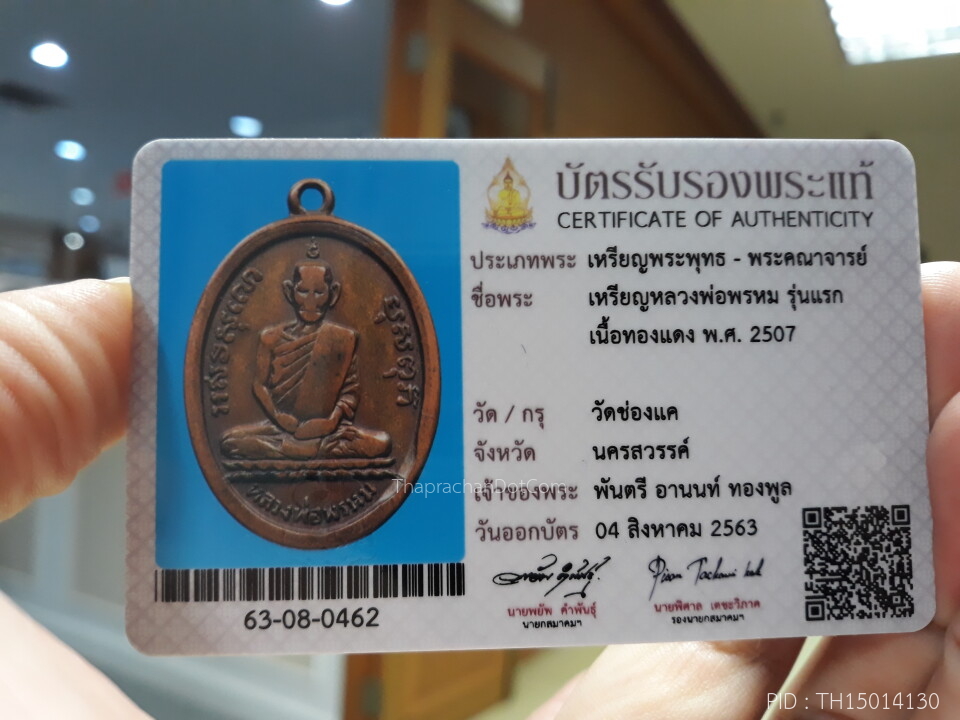 บัตรรับรองพระแท้
CERTIFICATE OF AUTHENTICITY
ประเภทพระ เหรียญพระพุทธ - พระคณาจารย์
ชื่อพระ เหรียญหลวงพ่อพรหม รุ่นแรก
เนื้อทองแดง พ.ศ. 2507
วัด / กรุ วัดช่องแค
จังหวัด นครสวรรค์
เจ้าของพระ พันตรี อานนท์ ทองพูล
วันออกบัตร 04 สิงหาคม 2563
นายพยัพ คำพันธุ์
นายกสมาคมฯ
นายพิศาล เตชะวิภาค
รองนายกสมาคมฯ
63-08-0462
หลวงพ่อพรหม
ThaprachanDotCom
PID : TH15014130